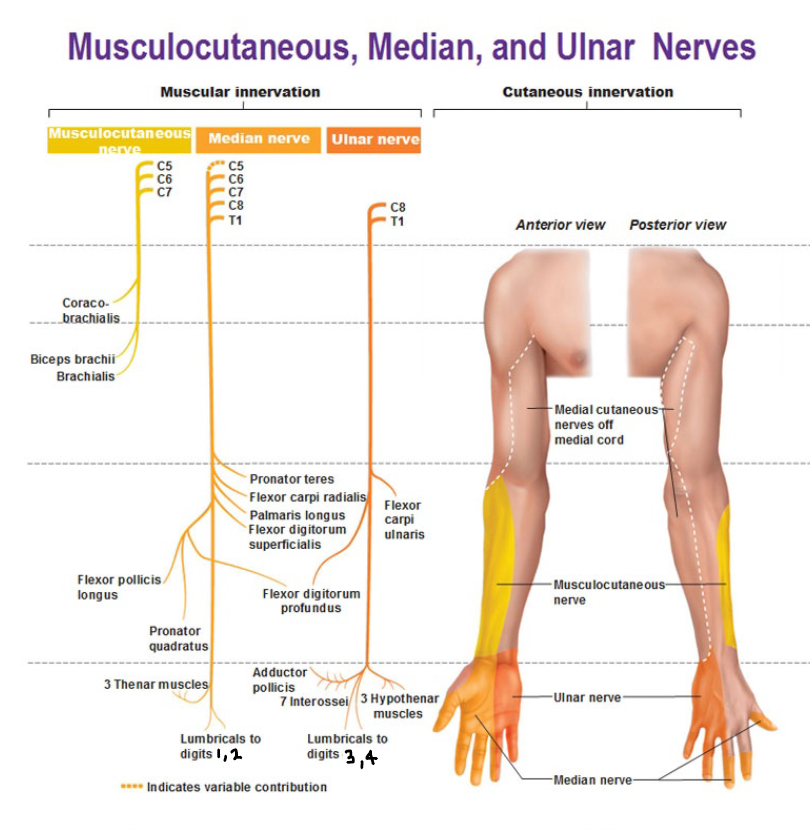 Musculocutaneous, Median, and Ulnar Nerves
Muscular innervation
Cutaneous innervation
Musculocutaneous
nerve
Median nerve
Ulnar nerve
C5
C6
C7
C5
C6
C7
C8
T1
C8
T1
Anterior view
Posterior view
Coraco-
brachialis
Biceps brachii
Brachialis
Medial cutaneous
nerves off
medial cord
Pronator teres
Flexor carpi radialis
Palmaris longus
Flexor digitorum
superficialis
Flexor
carpi
ulnaris
Flexor pollicis
longus
Flexor digitorum
profundus
Musculocutaneous
nerve
Pronator
quadratus
3 Thenar muscles
Adductor
pollicis
7 Interossei
3 Hypothenar
muscles
Ulnar nerve
Lumbricals to
digits 1,2
Lumbricals to
digits 3,4
Median nerve
Indicates variable contribution